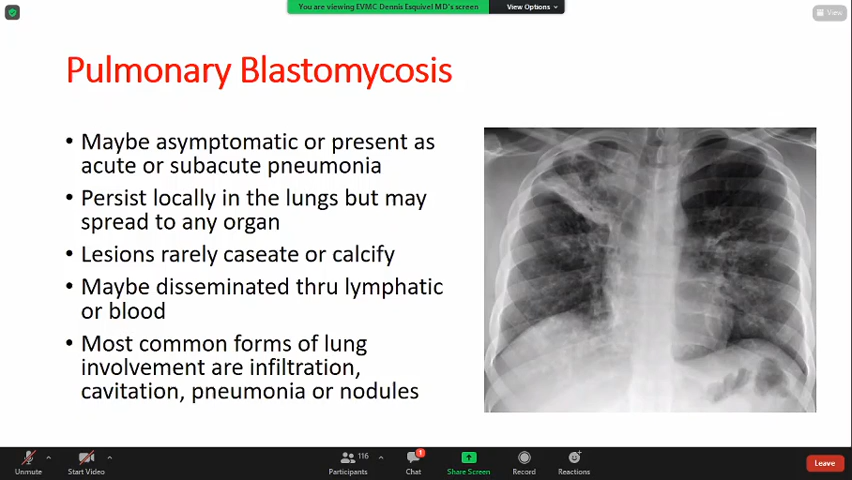 You are viewing EVMC Dennis Esquivel MD's screen
View Options
View
Pulmonary Blastomycosis
• Maybe asymptomatic or present as
acute or subacute pneumonia
• Persist locally in the lungs but may
spread to any organ
• Lesions rarely caseate or calcify
• Maybe disseminated thru lymphatic
or blood
• Most common forms of lung
involvement are infiltration,
cavitation, pneumonia or nodules
116
1
Unmute
Start Video
Participants
Chat
Share Screen
Record
Reactions
Leave